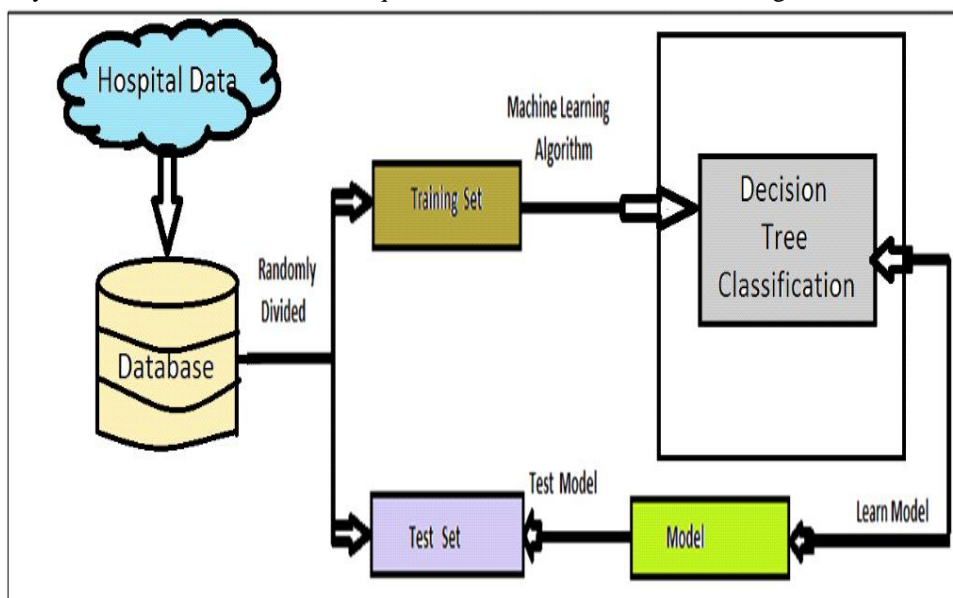 Hospital Data
Machine Learning
Algorithm
Training Set
Decision
Tree
Classification
Randomly
Divided
Database
Test Model
Test Set
Model
Learn Model